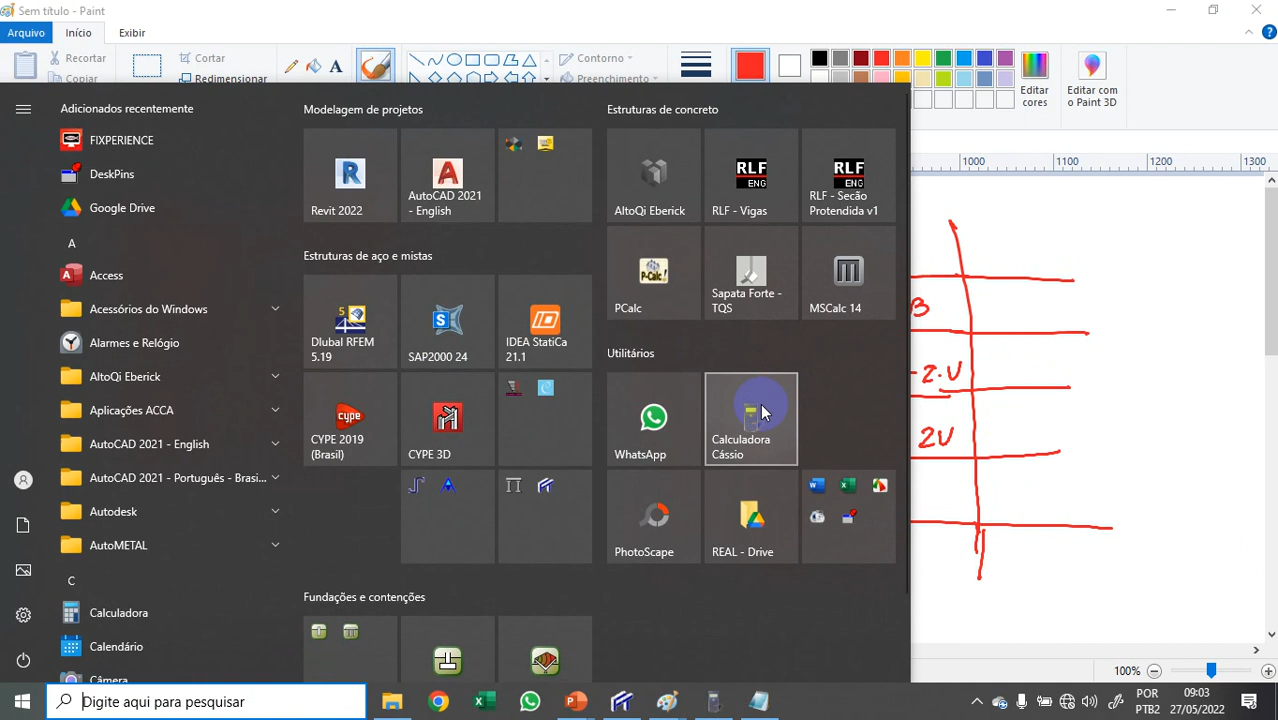 Sem título - Paint
Arquivo
Início
Exibir
Recortar
Copiar
Cortar
Redimensionar
A
Contorno
Preenchimento
Editar cores
Editar com o Paint 3D
1000
1100
1200
1300
Adicionados recentemente
FIXPERIENCE
DeskPins
Google Drive
A
Access
Acessórios do Windows
Alarmes e Relógio
AltoQi Eberick
Aplicações ACCA
AutoCAD 2021 - English
AutoCAD 2021 - Português - Brasi...
Autodesk
AutoMETAL
C
Calculadora
Calendário
Câmera
Modelagem de projetos
Revit 2022
AutoCAD 2021 - English
Estruturas de aço e mistas
Dlubal RFEM 5.19
SAP2000 24
IDEA StatiCa 21.1
CYPE 2019 (Brasil)
CYPE 3D
Fundações e contenções
Estruturas de concreto
AltoQi Eberick
RLF ENG
RLF - Vigas
RLF ENG
RLF - Secão Protendida v1
P-Calc!
PCalc
Sapata Forte - TQS
MSCalc 14
Utilitários
WhatsApp
Calculadora Cássio
PhotoScape
REAL - Drive
B
-2.V
2V
100%
Digite aqui para pesquisar
POR
PTB2
09:03
27/05/2022